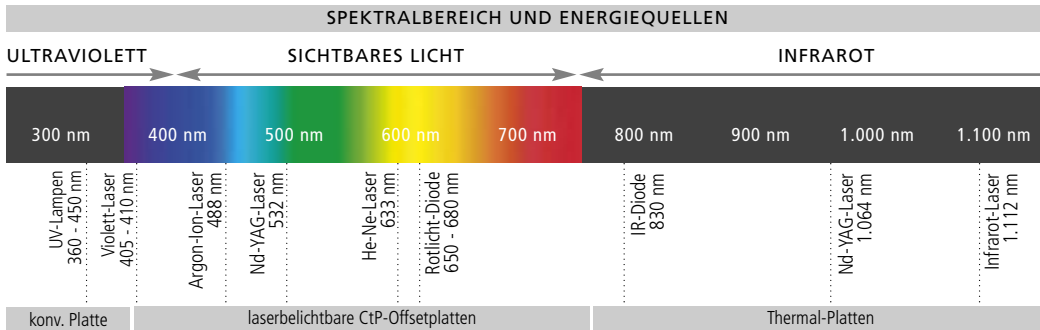 SPEKTRALBEREICH UND ENERGIEQUELLEN
ULTRAVIOLETT
SICHTBARES LICHT
INFRAROT
300 nm
400 nm
500 nm
600 nm
700 nm
800 nm
900 nm
1.000 nm
1.100 nm
UV-Lampen
360 - 450 nm
Violett-Laser
405 - 410 nm
Argon-Ion-Laser
488 nm
Nd-YAG-Laser
532 nm
He-Ne-Laser
633 nm
Rotlicht-Diode
650 - 680 nm
IR-Diode
830 nm
Nd-YAG-Laser
1.064 nm
Infrarot-Laser
1.112 nm
konv. Platte
laserbelichtbare CtP-Offsetplatten
Thermal-Platten